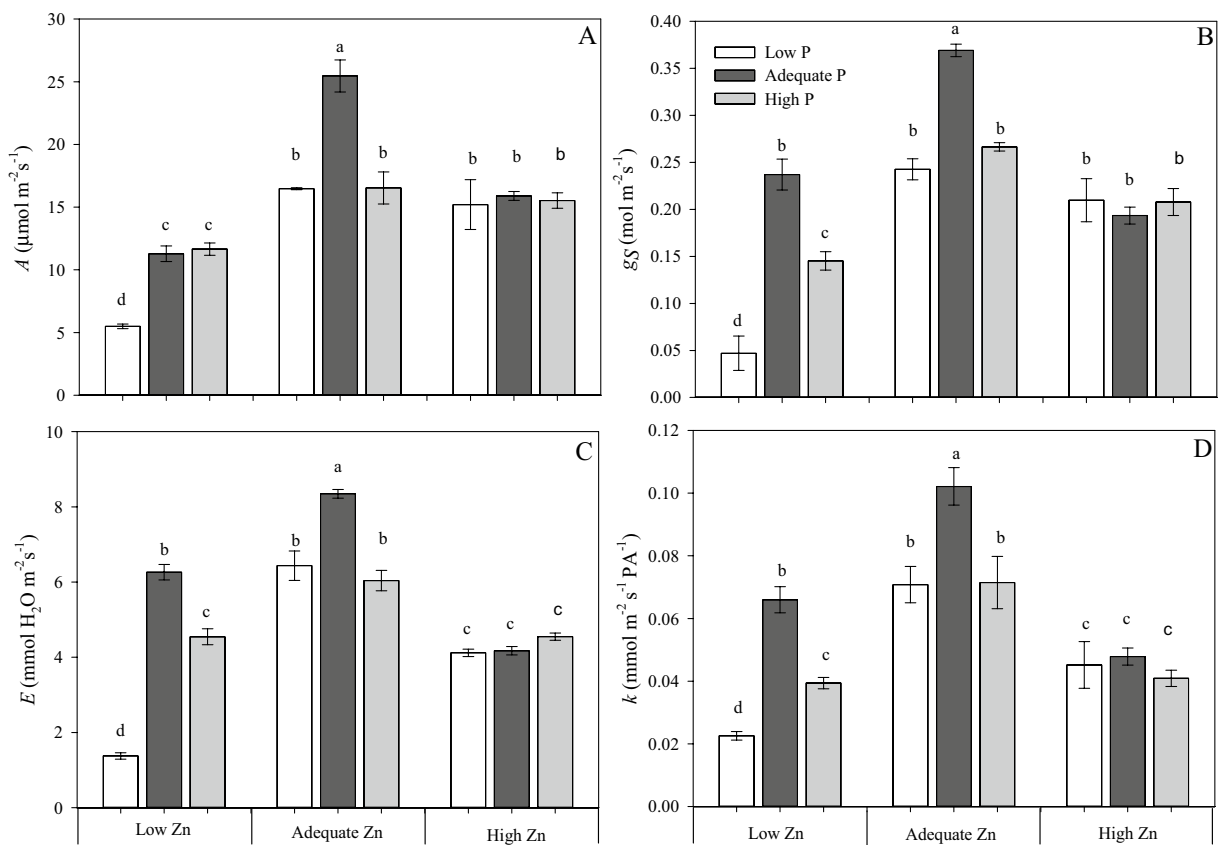 A
30
25
20
15
10
5
0
A (µmol m⁻²s⁻¹)
d
c
c
b
a
b
b
b
b
B
Low P
Adequate P
High P
0.40
0.35
0.30
0.25
0.20
0.15
0.10
0.05
0.00
gS (mol m⁻²s⁻¹)
d
b
c
b
a
b
b
b
b
C
10
8
6
4
2
0
E (mmol H₂O m⁻²s⁻¹)
d
b
c
b
a
b
c
c
c
Low Zn
Adequate Zn
High Zn
D
0.12
0.10
0.08
0.06
0.04
0.02
0.00
k (mmol m⁻² s⁻¹ PA⁻¹)
d
b
c
b
a
b
c
c
c
Low Zn
Adequate Zn
High Zn